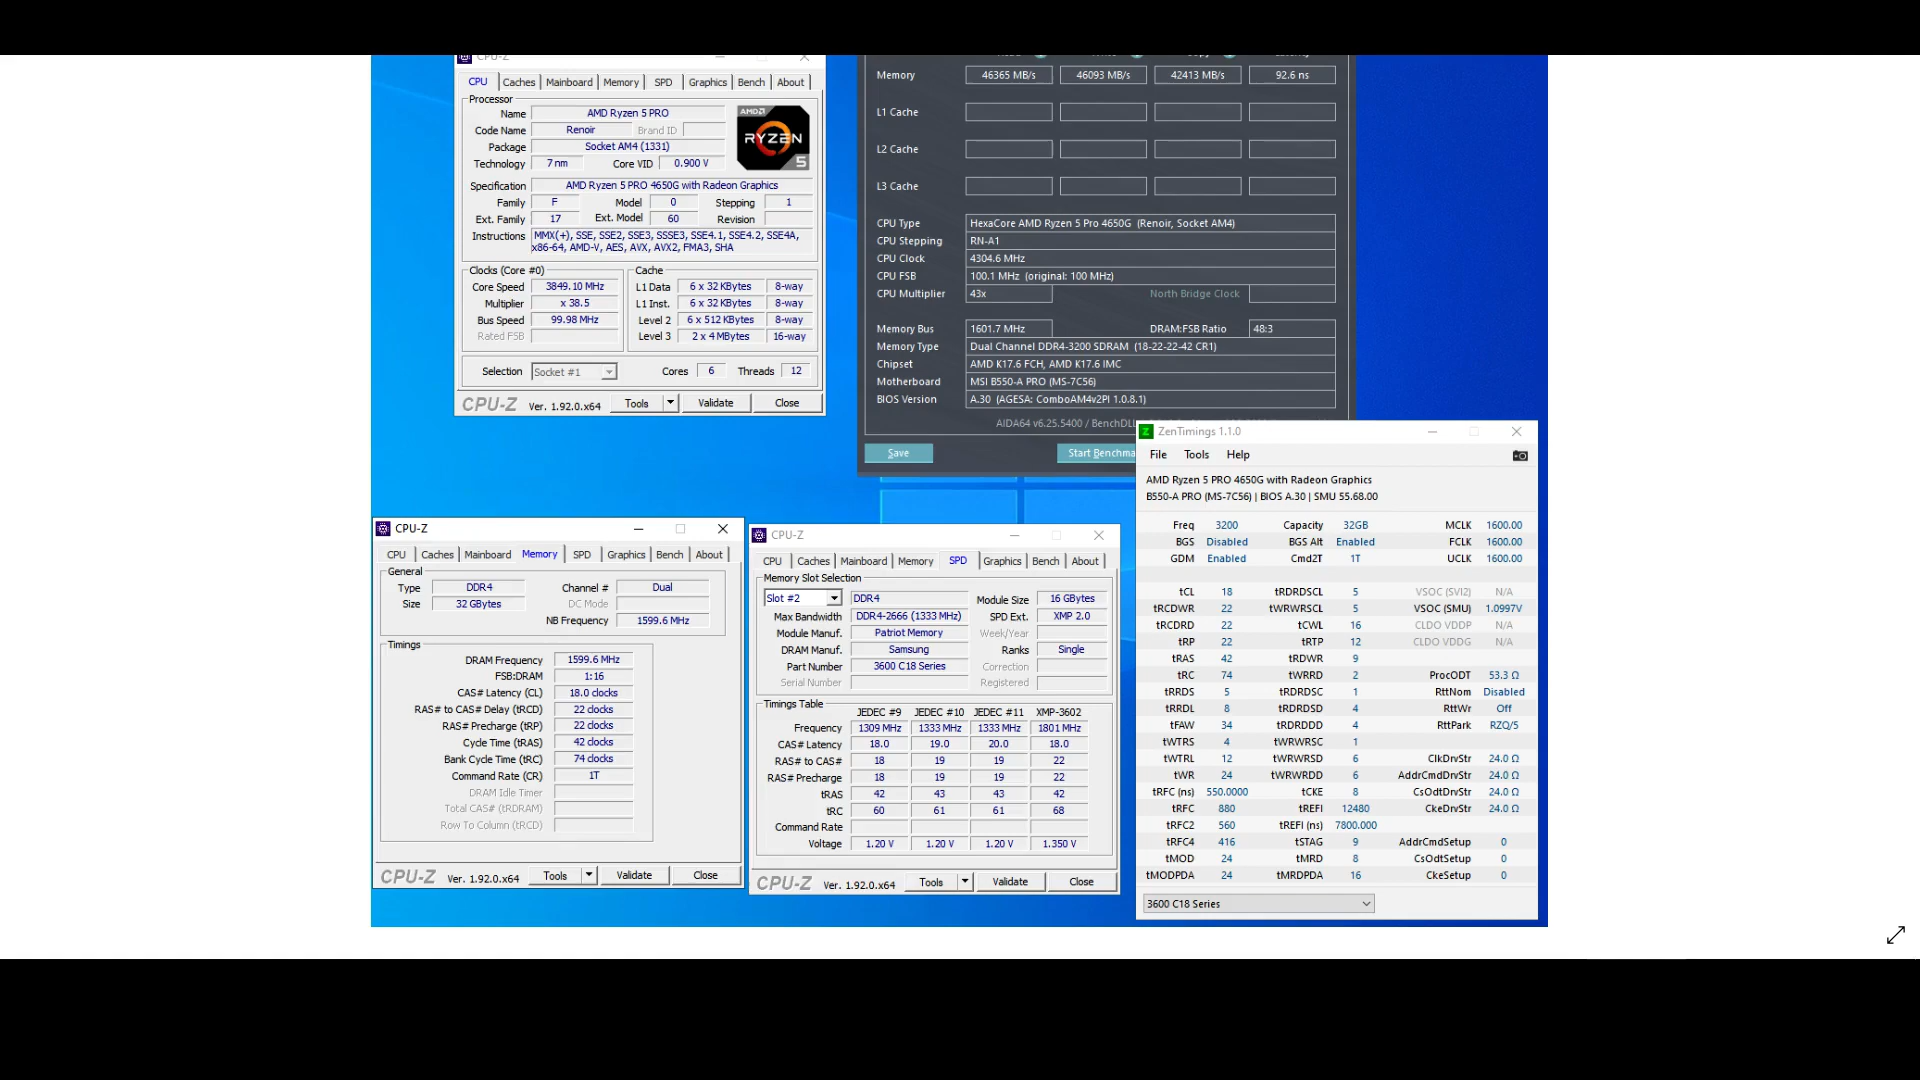 CPU-Z
CPU Caches Mainboard Memory SPD Graphics Bench About
Processor
Name AMD Ryzen 5 PRO
Code Name Renoir Brand ID
Package Socket AM4 (1331)
Technology 7 nm Core VID 0.900 V
AMD RYZEN 5
Specification AMD Ryzen 5 PRO 4650G with Radeon Graphics
Family F Model 0 Stepping 1
Ext. Family 17 Ext. Model 60 Revision
Instructions MMX(+), SSE, SSE2, SSE3, SSSE3, SSE4.1, SSE4.2, SSE4A,
x86-64, AMD-V, AES, AVX, AVX2, FMA3, SHA
Clocks (Core #0) Cache
Core Speed 3849.10 MHz L1 Data 6 x 32 KBytes 8-way
Multiplier x 38.5 L1 Inst. 6 x 32 KBytes 8-way
Bus Speed 99.98 MHz Level 2 6 x 512 KBytes 8-way
Rated FSB Level 3 2 x 4 MBytes 16-way
Selection Socket #1 Cores 6 Threads 12
CPU-Z Ver. 1.92.0.x64 Tools Validate Close
Memory 46365 MB/s 46093 MB/s 42413 MB/s 92.6 ns
L1 Cache
L2 Cache
L3 Cache
CPU Type HexaCore AMD Ryzen 5 Pro 4650G (Renoir, Socket AM4)
CPU Stepping RN-A1
CPU Clock 4304.6 MHz
CPU FSB 100.1 MHz (original: 100 MHz)
CPU Multiplier 43x North Bridge Clock
Memory Bus 1601.7 MHz DRAM:FSB Ratio 48:3
Memory Type Dual Channel DDR4-3200 SDRAM (18-22-22-42 CR1)
Chipset AMD K17.6 FCH, AMD K17.6 IMC
Motherboard MSI B550-A PRO (MS-7C56)
BIOS Version A.30 (AGESA: ComboAM4v2PI 1.0.8.1)
AIDA64 v6.25.5400 / BenchDLL
Save Start Benchma
CPU-Z
CPU Caches Mainboard Memory SPD Graphics Bench About
General
Type DDR4 Channel # Dual
Size 32 GBytes DC Mode
NB Frequency 1599.6 MHz
Timings
DRAM Frequency 1599.6 MHz
FSB:DRAM 1:16
CAS# Latency (CL) 18.0 clocks
RAS# to CAS# Delay (tRCD) 22 clocks
RAS# Precharge (tRP) 22 clocks
Cycle Time (tRAS) 42 clocks
Bank Cycle Time (tRC) 74 clocks
Command Rate (CR) 1T
DRAM Idle Timer
Total CAS# (tRDRAM)
Row To Column (tRCD)
CPU-Z Ver. 1.92.0.x64 Tools Validate Close
CPU-Z
CPU Caches Mainboard Memory SPD Graphics Bench About
Memory Slot Selection
Slot #2 DDR4 Module Size 16 GBytes
Max Bandwidth DDR4-2666 (1333 MHz) SPD Ext. XMP 2.0
Module Manuf. Patriot Memory Week/Year
DRAM Manuf. Samsung Ranks Single
Part Number 3600 C18 Series Correction
Serial Number Registered
Timings Table
JEDEC #9 JEDEC #10 JEDEC #11 XMP-3602
Frequency 1309 MHz 1333 MHz 1333 MHz 1801 MHz
CAS# Latency 18.0 19.0 20.0 18.0
RAS# to CAS# 18 19 19 22
RAS# Precharge 18 19 19 22
tRAS 42 43 43 42
tRC 60 61 61 68
Command Rate
Voltage 1.20 V 1.20 V 1.20 V 1.350 V
CPU-Z Ver. 1.92.0.x64 Tools Validate Close
ZenTimings 1.1.0
File Tools Help
AMD Ryzen 5 PRO 4650G with Radeon Graphics
B550-A PRO (MS-7C56) | BIOS A.30 | SMU 55.68.00
Freq 3200 Capacity 32GB MCLK 1600.00
BGS Disabled BGS Alt Enabled FCLK 1600.00
GDM Enabled Cmd2T 1T UCLK 1600.00
tCL 18 tRDRDSCL 5 VSOC (SVI2) N/A
tRCDWR 22 tWRWRSCL 5 VSOC (SMU) 1.0997V
tRCDRD 22 tCWL 16 CLDO VDDP N/A
tRP 22 tRTP 12 CLDO VDDG N/A
tRAS 42 tRDWR 9
tRC 74 tWRRD 2 ProcODT 53.3 Ω
tRRDS 5 tRDRDSC 1 RttNom Disabled
tRRDL 8 tRDRDSD 4 RttWr Off
tFAW 34 tRDRDDD 4 RttPark RZQ/5
tWTRS 4 tWRWRSC 1
tWTRL 12 tWRWRSD 6 ClkDrvStr 24.0 Ω
tWR 24 tWRWRDD 6 AddrCmdDrvStr 24.0 Ω
tRFC (ns) 550.0000 tCKE 8 CsOdtDrvStr 24.0 Ω
tRFC 880 tREFI 12480 CkeDrvStr 24.0 Ω
tRFC2 560 tREFI (ns) 7800.000
tRFC4 416 tSTAG 9 AddrCmdSetup 0
tMOD 24 tMRD 8 CsOdtSetup 0
tMODPDA 24 tMRDPDA 16 CkeSetup 0
3600 C18 Series